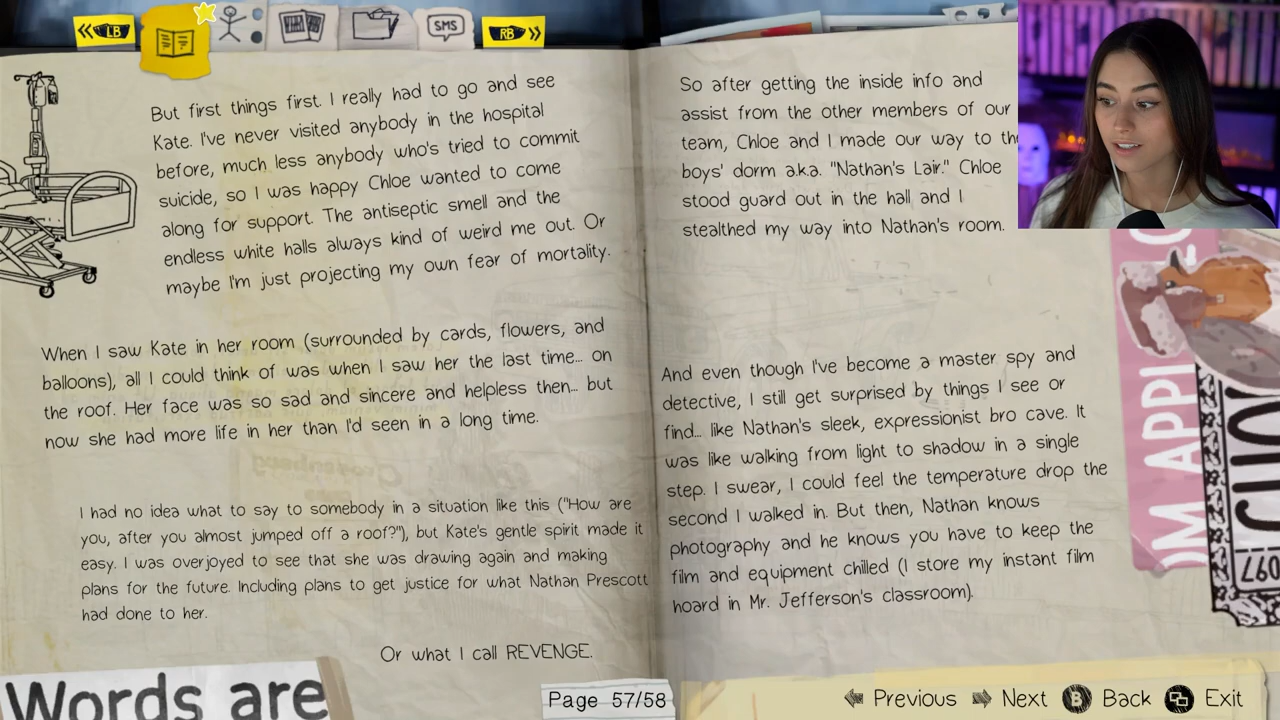 LB
SMS
RB
But first things first. I really had to go and see
Kate. I've never visited anybody in the hospital
before, much less anybody who's tried to commit
suicide, so I was happy Chloe wanted to come
along for support. The antiseptic smell and the
endless white halls always kind of weird me out. Or
maybe I'm just projecting my own fear of mortality.
When I saw Kate in her room (surrounded by cards, flowers, and
balloons), all I could think of was when I saw her the last time... on
the roof. Her face was so sad and sincere and helpless then... but
now she had more life in her than I'd seen in a long time.
I had no idea what to say to somebody in a situation like this ("How are
you, after you almost jumped off a roof?"), but Kate's gentle spirit made it
easy. I was overjoyed to see that she was drawing again and making
plans for the future. Including plans to get justice for what Nathan Prescott
had done to her.
Or what I call REVENGE.
Words are
So after getting the inside info and
assist from the other members of our
team, Chloe and I made our way to the
boys' dorm a.k.a. "Nathan's Lair." Chloe
stood guard out in the hall and I
stealthed my way into Nathan's room.
And even though I've become a master spy and
detective, I still get surprised by things I see or
find... like Nathan's sleek, expressionist bro cave. It
was like walking from light to shadow in a single
step. I swear, I could feel the temperature drop the
second I walked in. But then, Nathan knows
photography and he knows you have to keep the
film and equipment chilled (I store my instant film
hoard in Mr. Jefferson's classroom).
Page 57/58
Previous
Next
B
Back
Exit